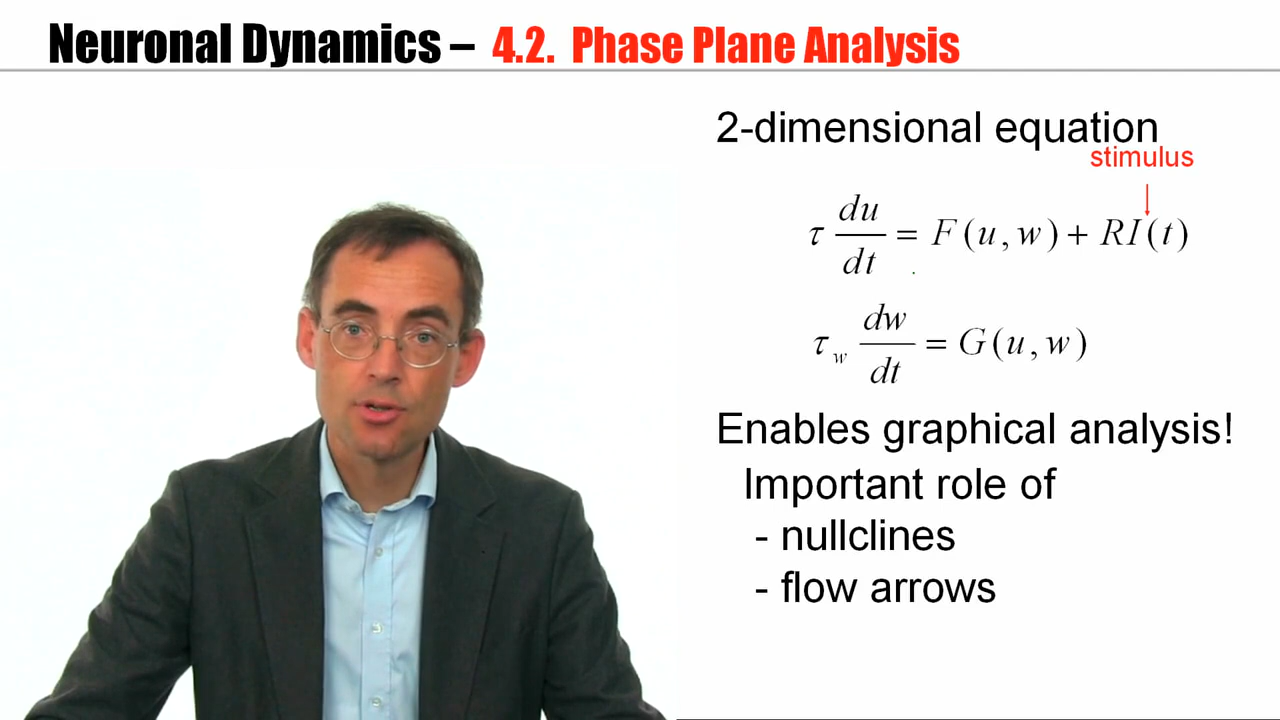 Neuronal Dynamics – 4.2. Phase Plane Analysis
2-dimensional equation
stimulus
τ du/dt = F(u,w) + RI(t)
τ_w dw/dt = G(u,w)
Enables graphical analysis!
Important role of
- nullclines
- flow arrows